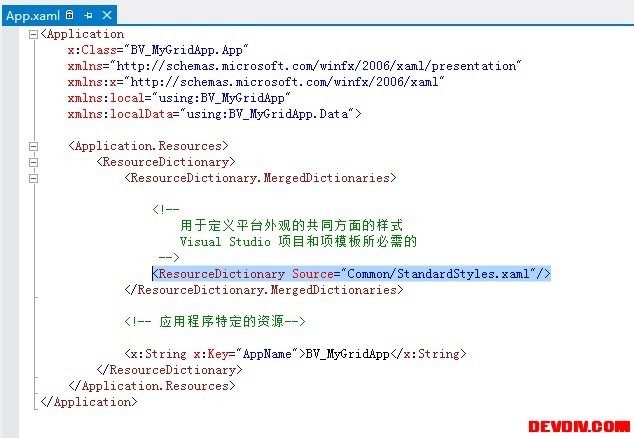 App.xaml
<Application
x:Class="BV_MyGridApp.App"
xmlns="http://schemas.microsoft.com/winfx/2006/xaml/presentation"
xmlns:x="http://schemas.microsoft.com/winfx/2006/xaml"
xmlns:local="using:BV_MyGridApp"
xmlns:localData="using:BV_MyGridApp.Data">
<Application.Resources>
<ResourceDictionary>
<ResourceDictionary.MergedDictionaries>
<!--
用于定义平台外观的共同方面的样式
Visual Studio 项目和项模板所必需的
-->
<ResourceDictionary Source="Common/StandardStyles.xaml"/>
</ResourceDictionary.MergedDictionaries>
<!-- 应用程序特定的资源-->
<x:String x:Key="AppName">BV_MyGridApp</x:String>
</ResourceDictionary>
</Application.Resources>
</Application>
DEVDIV.COM